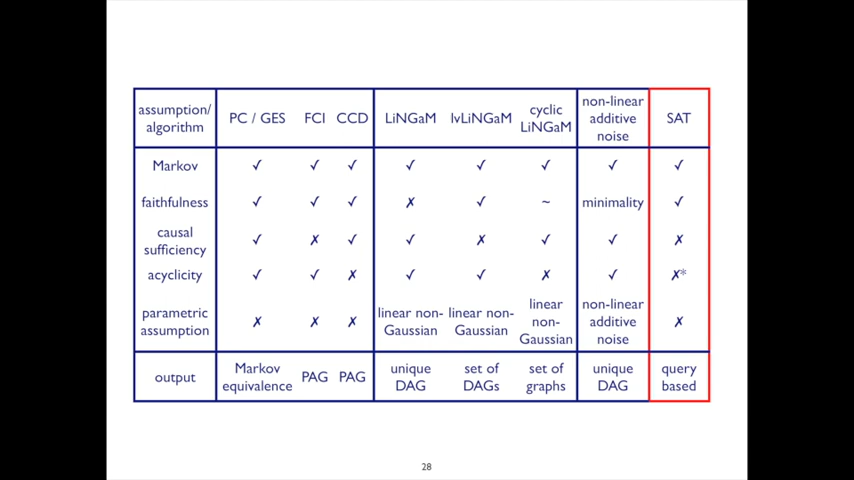 assumption/
algorithm
PC / GES
FCI
CCD
LiNGaM
lvLiNGaM
cyclic
LiNGaM
non-linear
additive
noise
SAT
Markov ✓ ✓ ✓ ✓ ✓ ✓ ✓ ✓
faithfulness ✓ ✓ ✓ ✗ ✓ ~ minimality ✓
causal
sufficiency
✓ ✗ ✓ ✓ ✗ ✓ ✓ ✗
acyclicity ✓ ✓ ✗ ✓ ✓ ✗ ✓ ✗*
parametric
assumption
✗ ✗ ✗
linear non-
Gaussian
linear non-
Gaussian
linear
non-
Gaussian
non-linear
additive
noise
✗
output
Markov
equivalence
PAG
PAG
unique
DAG
set of
DAGs
set of
graphs
unique
DAG
query
based
28